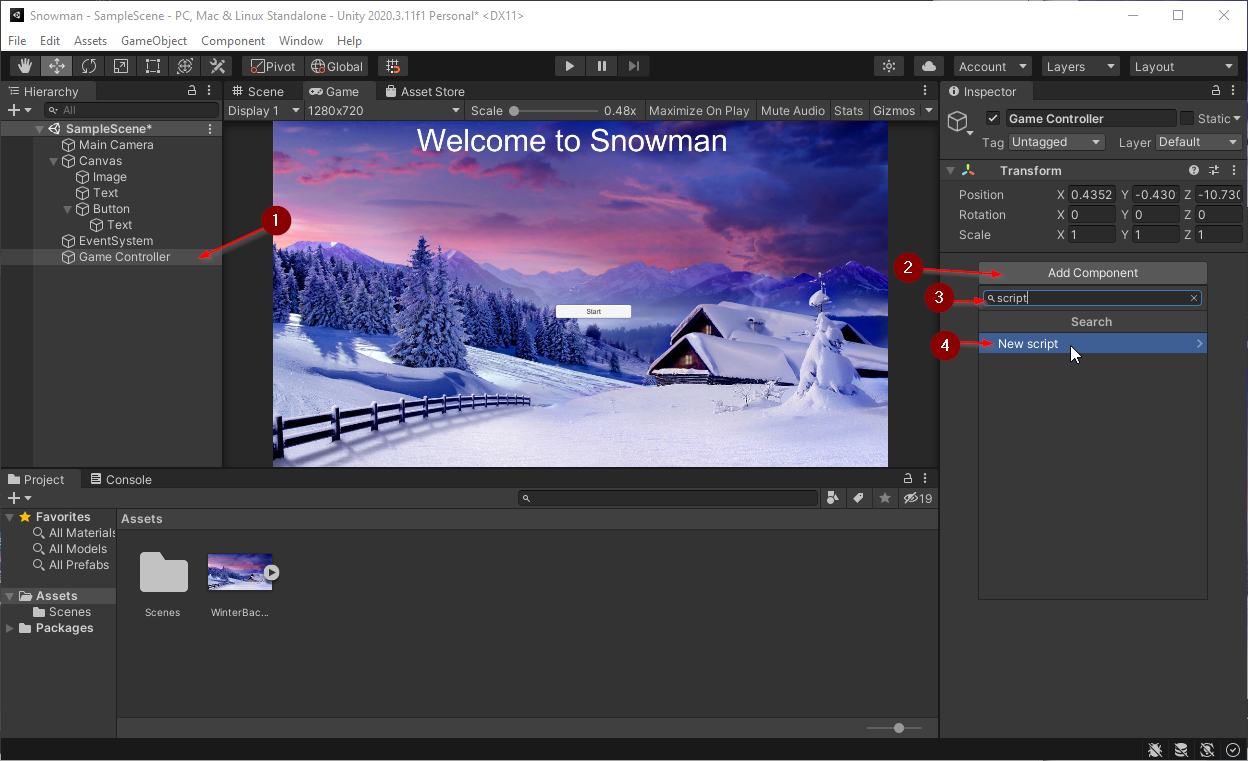 Snowman - SampleScene - PC, Mac & Linux Standalone - Unity 2020.3.11f1 Personal* <DX11>
File Edit Assets GameObject Component Window Help
Pivot Global Account Layers Layout
Hierarchy
All
SampleScene*
Main Camera
Canvas
Image
Text
Button
Text
EventSystem
Game Controller
1
Scene Game Asset Store
Display 1 1280x720 Scale 0.48x Maximize On Play Mute Audio Stats Gizmos
Welcome to Snowman
Start
Inspector
Game Controller Static
Tag Untagged Layer Default
Transform
Position X 0.4352 Y -0.430 Z -10.730
Rotation X 0 Y 0 Z 0
Scale X 1 Y 1 Z 1
2 Add Component
3 script
Search
4 New script
Project Console
19
Favorites
All Materials
All Models
All Prefabs
Assets
Scenes
Packages
Assets
Scenes WinterBac...